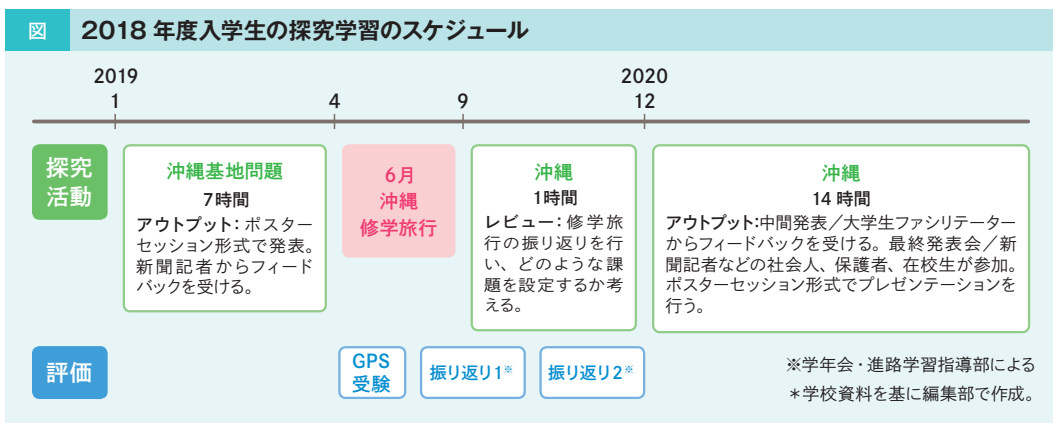 図 2018 年度入学生の探究学習のスケジュール
2019
1
4
9
2020
12
探究
活動
沖縄基地問題
7時間
アウトプット：ポスター
セッション形式で発表。
新聞記者からフィード
バックを受ける。
6月
沖縄
修学旅行
沖縄
1時間
レビュー：修学旅
行の振り返りを行
い、どのような課
題を設定するか考
える。
沖縄
14 時間
アウトプット：中間発表／大学生ファシリテーター
からフィードバックを受ける。最終発表会／新
聞記者などの社会人、保護者、在校生が参加。
ポスターセッション形式でプレゼンテーションを
行う。
評価
GPS
受験
振り返り1※
振り返り2※
※学年会・進路学習指導部による
＊学校資料を基に編集部で作成。